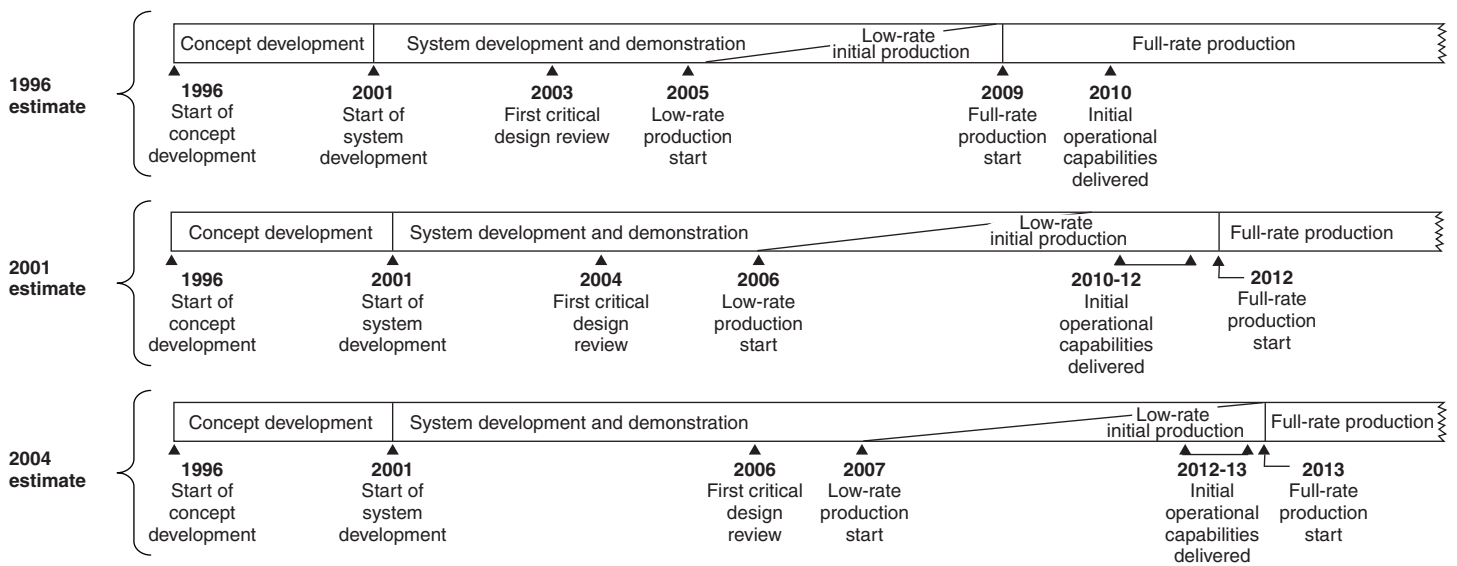 1996
estimate
Concept development
System development and demonstration
Low-rate
initial production
Full-rate production
1996
Start of
concept
development
2001
Start of
system
development
2003
First critical
design review
2005
Low-rate
production
start
2009
Full-rate
production
start
2010
Initial
operational
capabilities
delivered
2001
estimate
Concept development
System development and demonstration
Low-rate
initial production
Full-rate production
1996
Start of
concept
development
2001
Start of
system
development
2004
First critical
design
review
2006
Low-rate
production
start
2010-12
Initial
operational
capabilities
delivered
2012
Full-rate
production
start
2004
estimate
Concept development
System development and demonstration
Low-rate
initial production
Full-rate production
1996
Start of
concept
development
2001
Start of
system
development
2006
First critical
design
review
2007
Low-rate
production
start
2012-13
Initial
operational
capabilities
delivered
2013
Full-rate
production
start